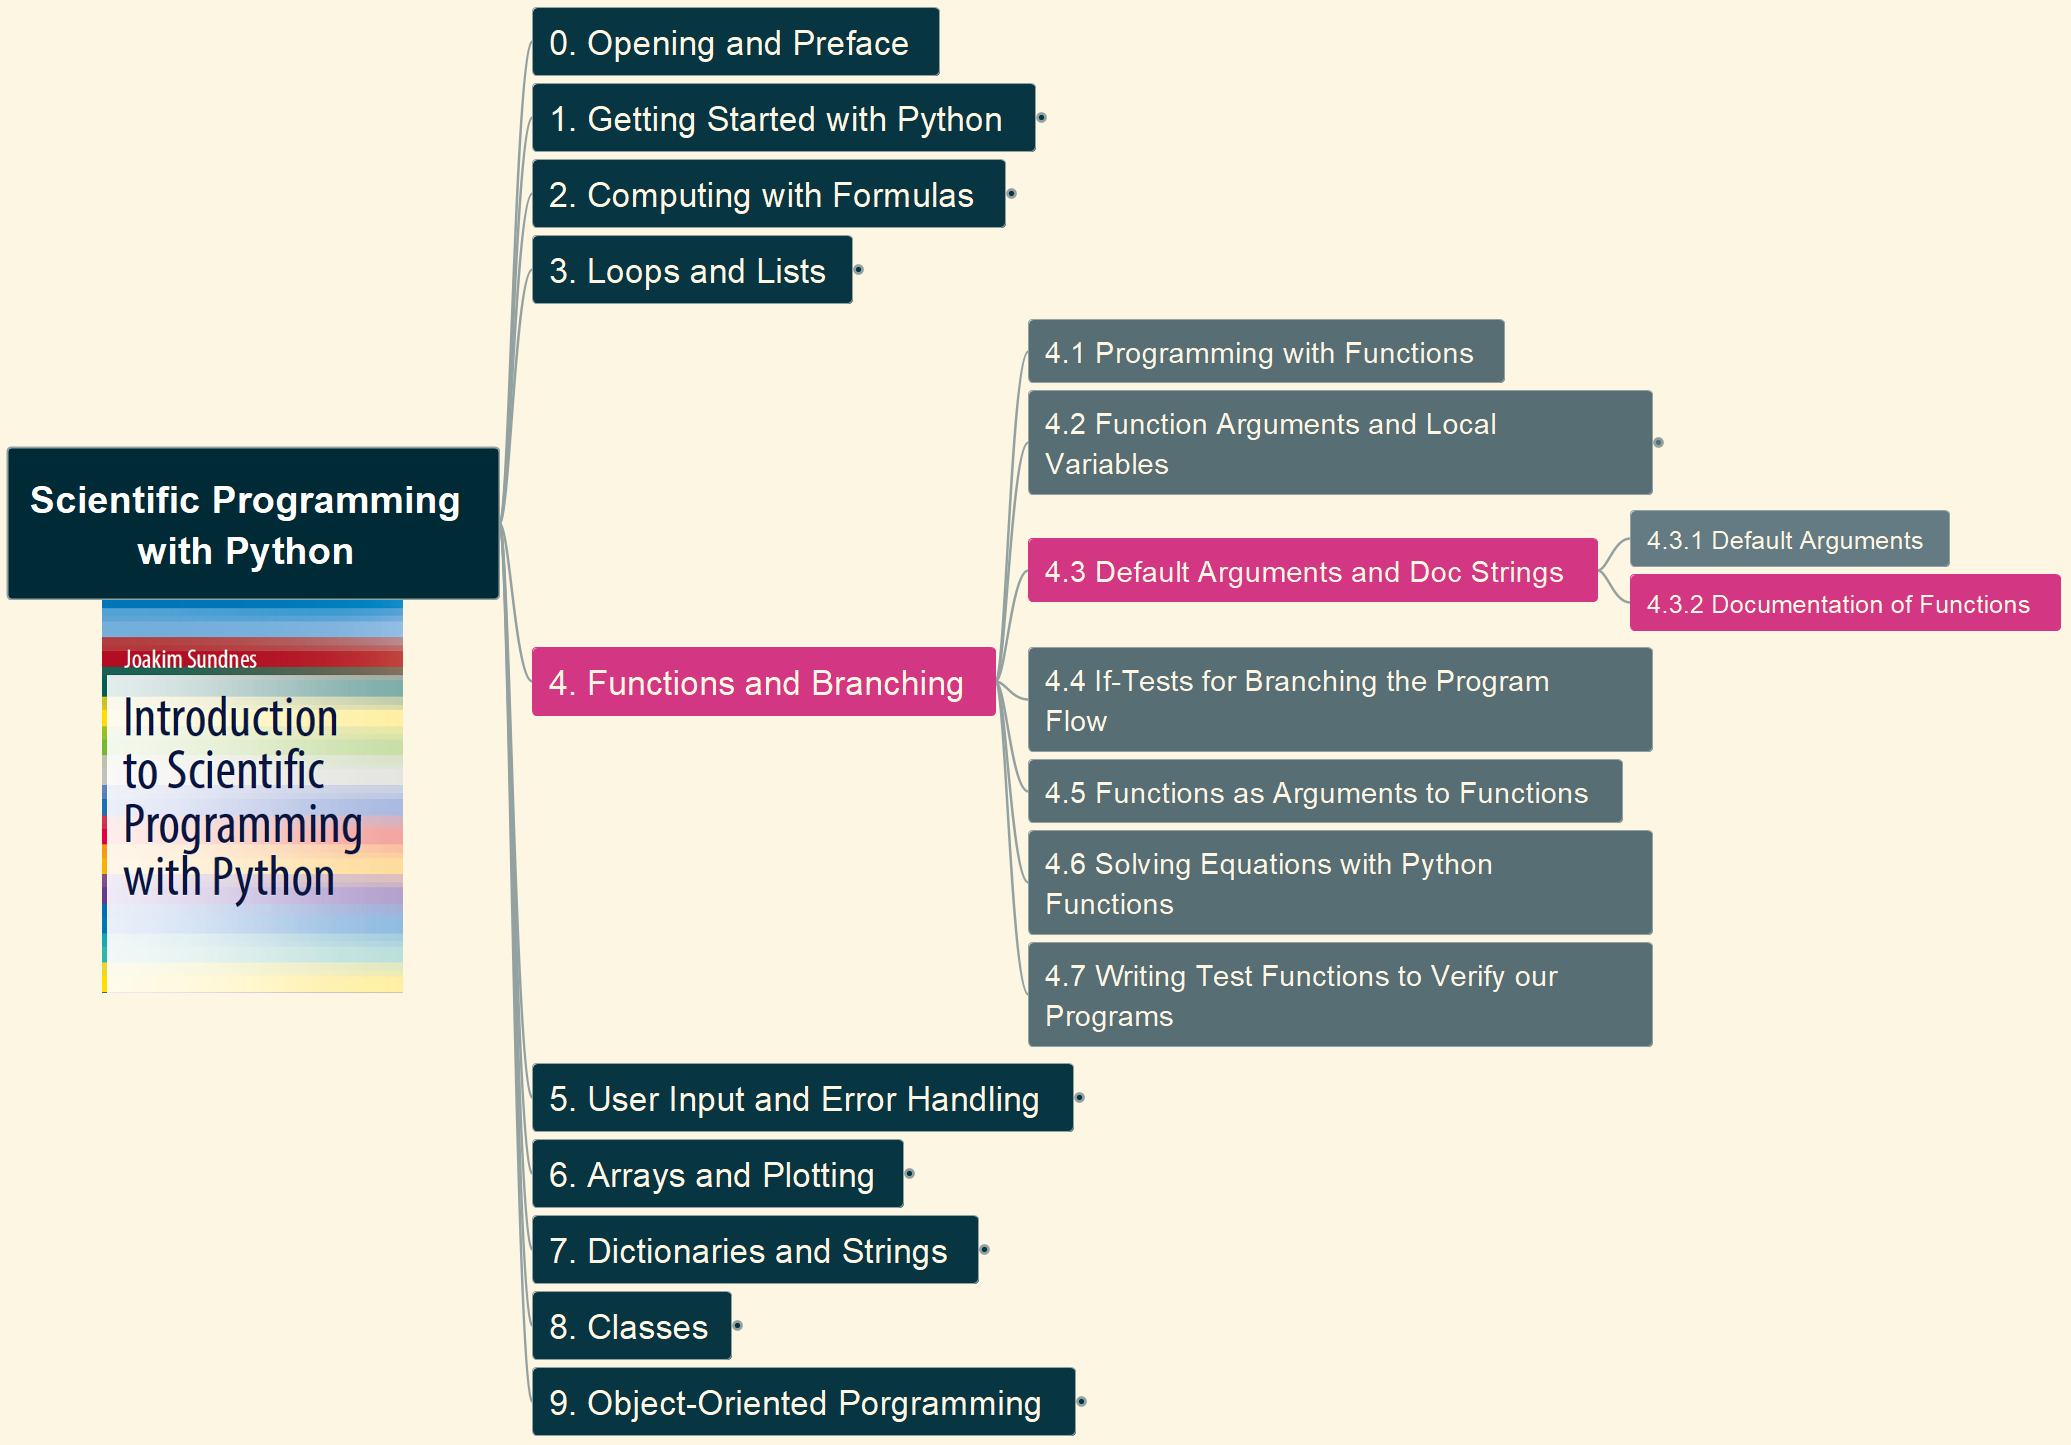 0. Opening and Preface
1. Getting Started with Python
2. Computing with Formulas
3. Loops and Lists
4.1 Programming with Functions
4.2 Function Arguments and Local
Variables
Scientific Programming
with Python
4.3 Default Arguments and Doc Strings
4.3.1 Default Arguments
4.3.2 Documentation of Functions
Joakim Sundnes
Introduction
to Scientific
Programming
with Python
4. Functions and Branching
4.4 If-Tests for Branching the Program
Flow
4.5 Functions as Arguments to Functions
4.6 Solving Equations with Python
Functions
4.7 Writing Test Functions to Verify our
Programs
5. User Input and Error Handling
6. Arrays and Plotting
7. Dictionaries and Strings
8. Classes
9. Object-Oriented Porgramming